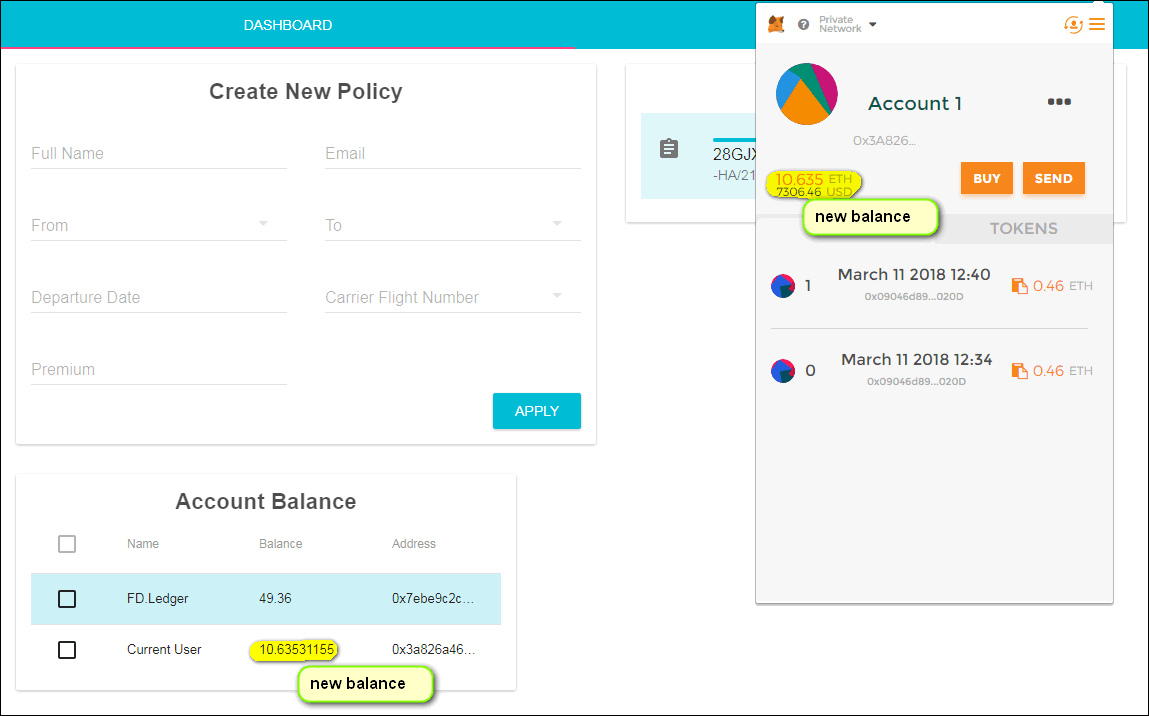 DASHBOARD
Create New Policy
Full Name
Email
From
To
Departure Date
Carrier Flight Number
Premium
APPLY
Account Balance
Name Balance Address
FD.Ledger 49.36 0x7ebe9c2c...
Current User 10.63531155 0x3a826a46...
new balance
28GJX
-HA/21
?
Private
Network
Account 1
0x3A826...
10.635 ETH
7306.46 USD
BUY
SEND
new balance
TOKENS
1 March 11 2018 12:40 0.46 ETH
0x09046d89...020D
0 March 11 2018 12:34 0.46 ETH
0x09046d89...020D